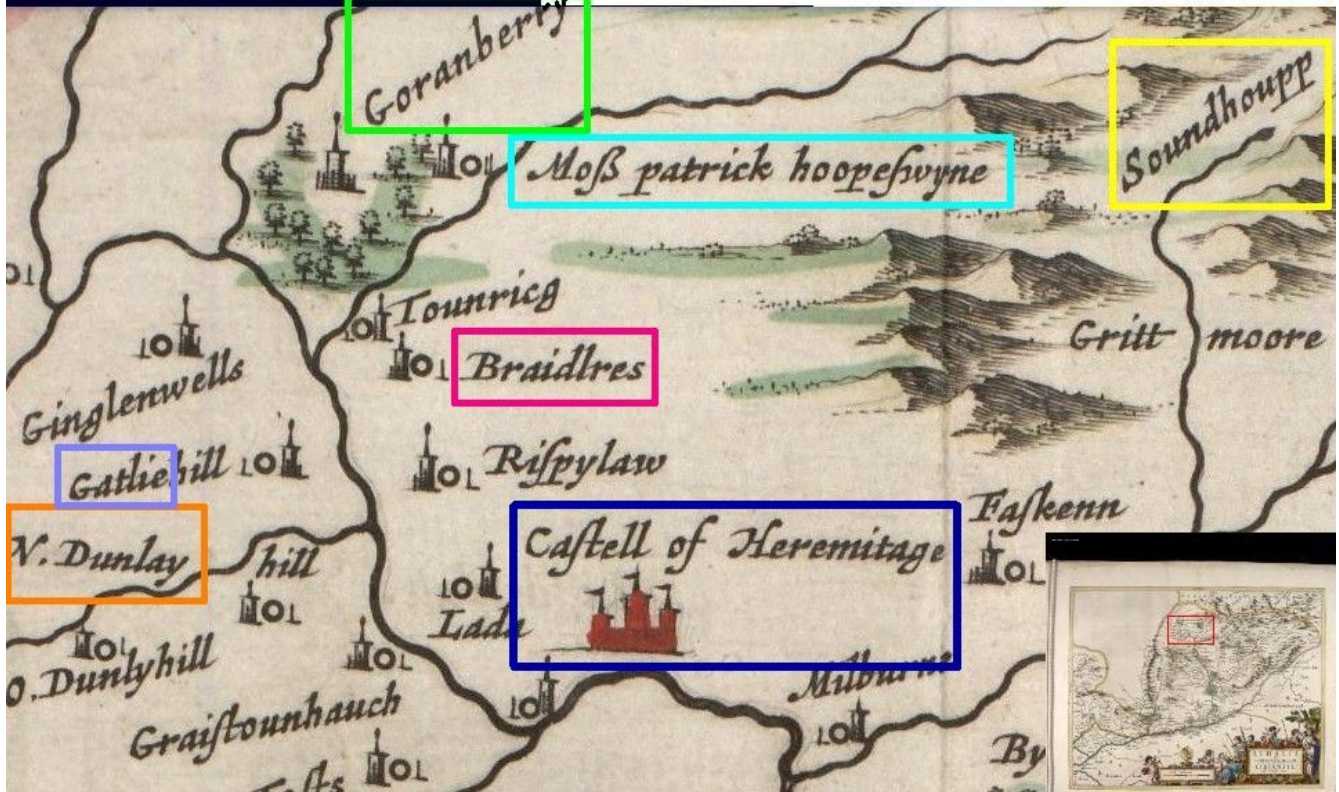 Goranberry
Soundhoupp
Moß patrick hoopeſwyne
Tounricg
Gritt moore
Braidlres
Ginglenwells
Riſpylaw
Gatliehill
Faſkenn
Caſtell of Heremitage
N. Dunlay hill
Lada
O. Dunlyhill
Milburne
Graiſtounhauch
By
Tofts